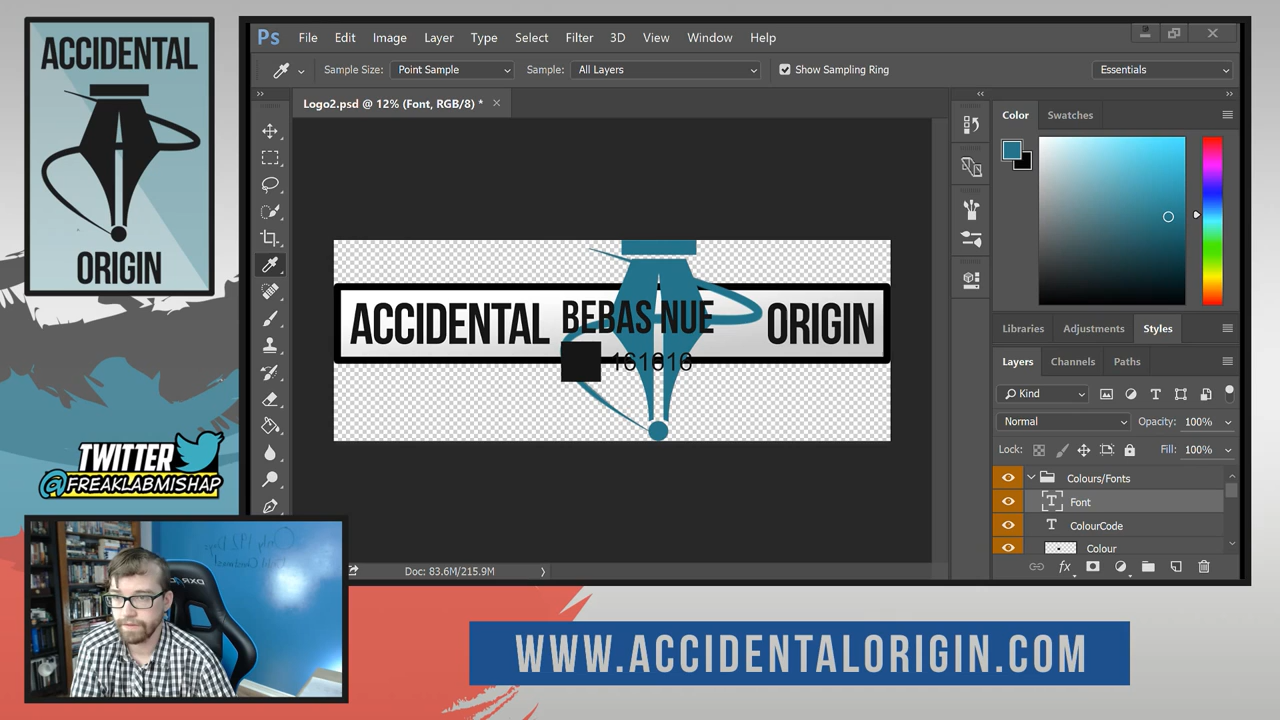 ACCIDENTAL
ORIGIN
TWITTER
@FREAKLABMISHAP
Ps File Edit Image Layer Type Select Filter 3D View Window Help
Sample Size: Point Sample Sample: All Layers Show Sampling Ring Essentials
Logo2.psd @ 12% (Font, RGB/8) *
ACCIDENTAL BEBAS NUE ORIGIN
161616
Doc: 83.6M/215.9M
Color Swatches
Libraries Adjustments Styles
Layers Channels Paths
Kind
Normal Opacity: 100%
Lock: Fill: 100%
Colours/Fonts
T Font
T ColourCode
Colour
fx
DXR
WWW.ACCIDENTALORIGIN.COM